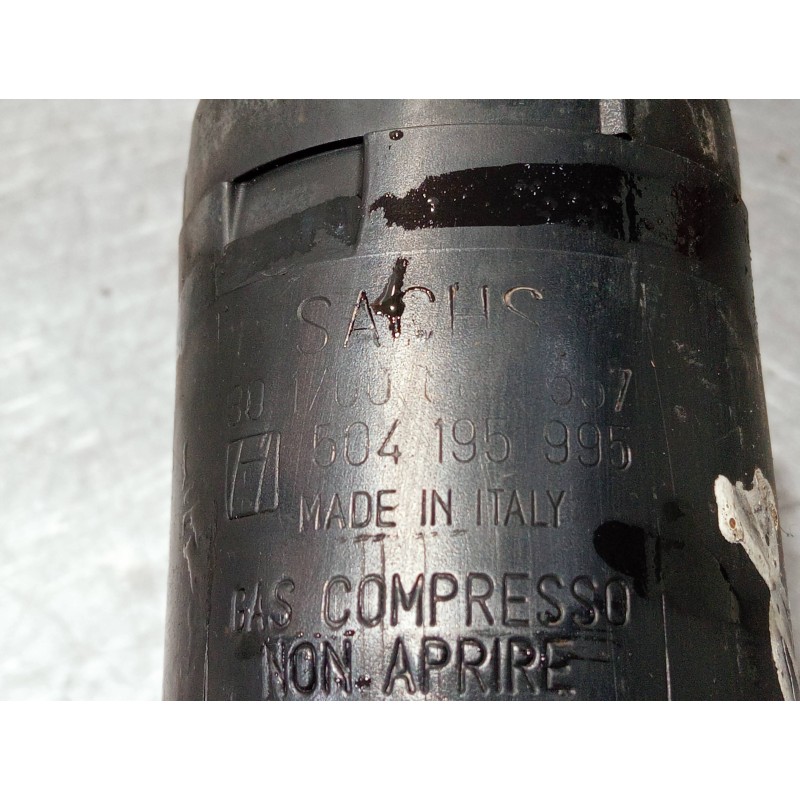 SACHS
504 195 995
MADE IN ITALY
GAS COMPRESSO
NON APRIRE